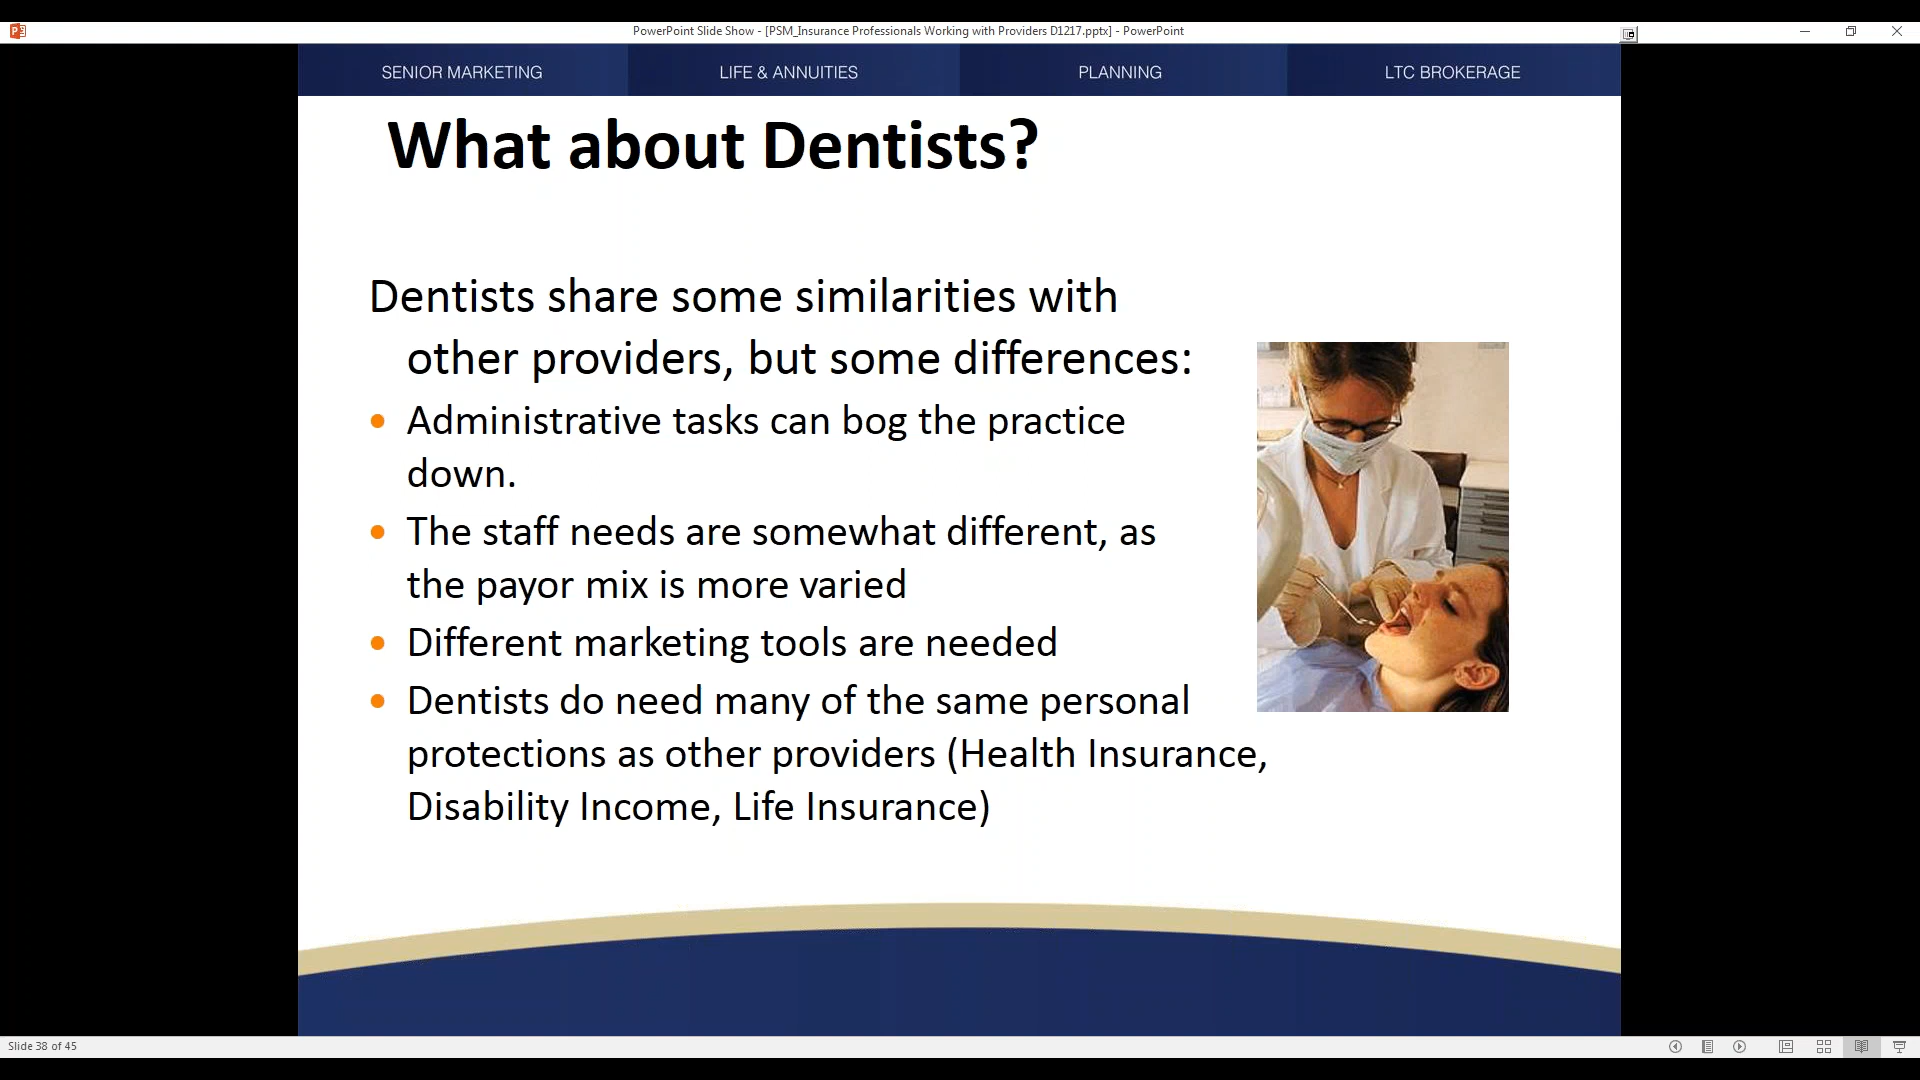 PowerPoint Slide Show - [PSM_Insurance Professionals Working with Providers D1217.pptx] - PowerPoint
SENIOR MARKETING
LIFE & ANNUITIES
PLANNING
LTC BROKERAGE
What about Dentists?
Dentists share some similarities with
other providers, but some differences:
• Administrative tasks can bog the practice
down.
• The staff needs are somewhat different, as
the payor mix is more varied
• Different marketing tools are needed
• Dentists do need many of the same personal
protections as other providers (Health Insurance,
Disability Income, Life Insurance)
Slide 38 of 45